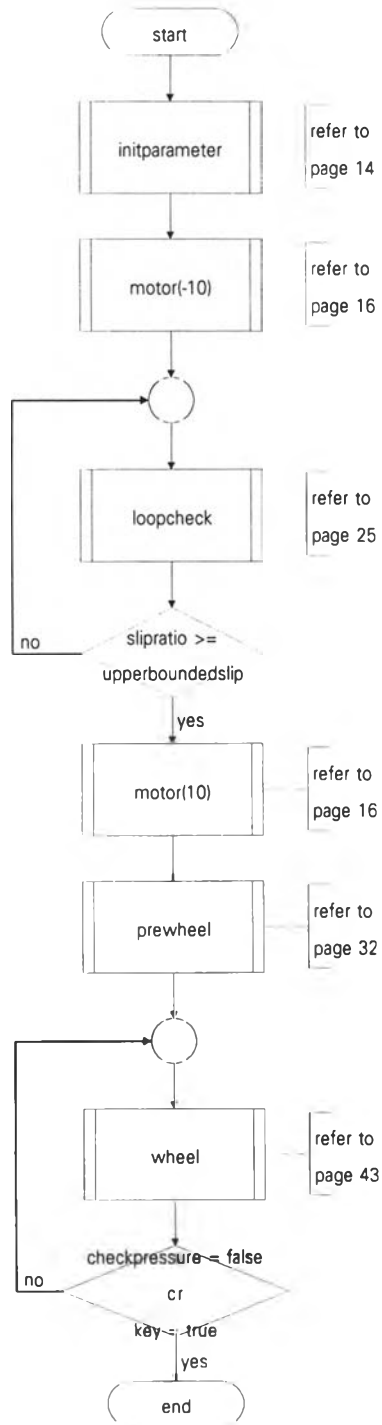 start
initparameter
refer to
page 14
motor(-10)
refer to
page 16
loopcheck
refer to
page 25
slipratio >=
upperboundedslip
no
yes
motor(10)
refer to
page 16
prewheel
refer to
page 32
wheel
refer to
page 43
checkpressure = false
cr
key = true
no
yes
end